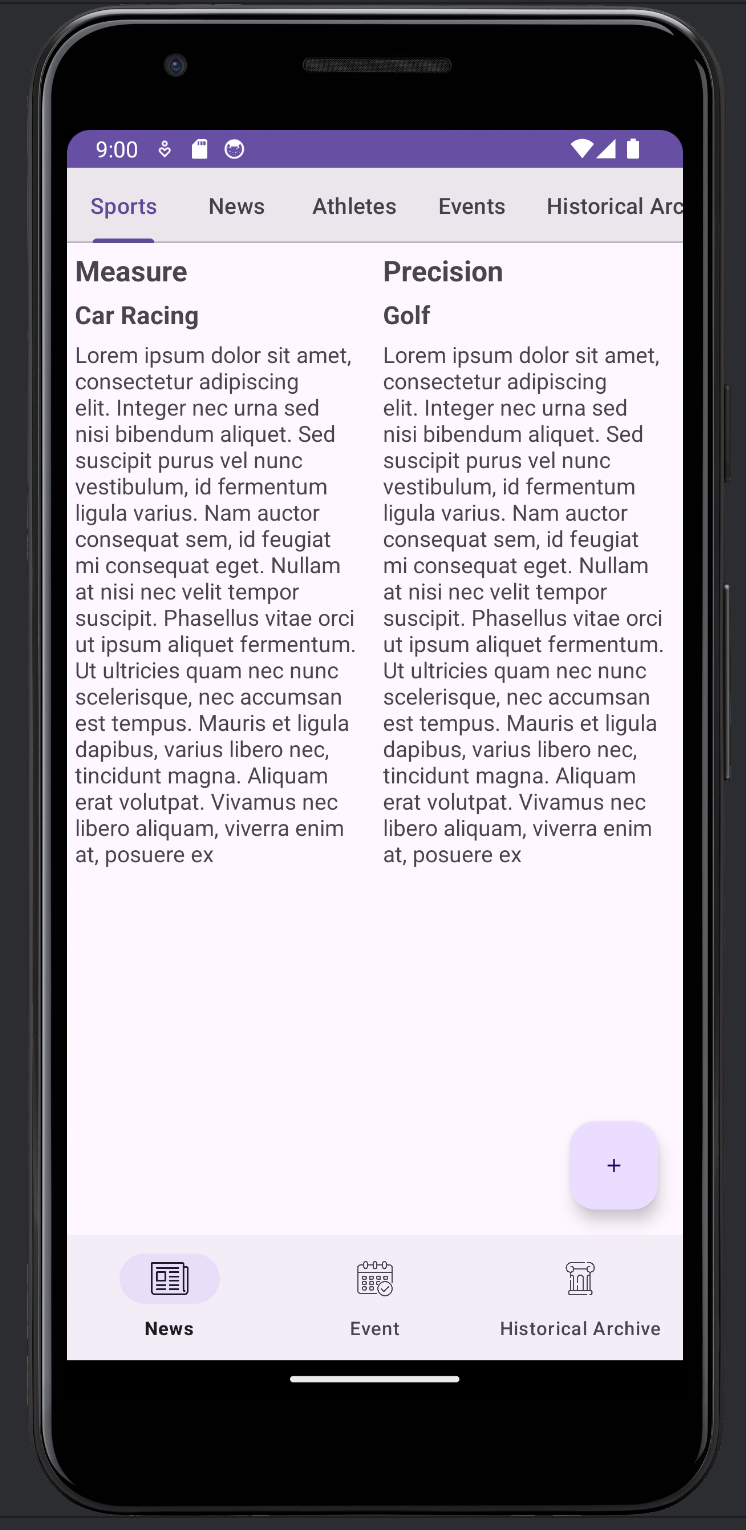 9:00
Sports News Athletes Events Historical Arc
Measure
Car Racing
Lorem ipsum dolor sit amet,
consectetur adipiscing
elit. Integer nec urna sed
nisi bibendum aliquet. Sed
suscipit purus vel nunc
vestibulum, id fermentum
ligula varius. Nam auctor
consequat sem, id feugiat
mi consequat eget. Nullam
at nisi nec velit tempor
suscipit. Phasellus vitae orci
ut ipsum aliquet fermentum.
Ut ultricies quam nec nunc
scelerisque, nec accumsan
est tempus. Mauris et ligula
dapibus, varius libero nec,
tincidunt magna. Aliquam
erat volutpat. Vivamus nec
libero aliquam, viverra enim
at, posuere ex
Precision
Golf
Lorem ipsum dolor sit amet,
consectetur adipiscing
elit. Integer nec urna sed
nisi bibendum aliquet. Sed
suscipit purus vel nunc
vestibulum, id fermentum
ligula varius. Nam auctor
consequat sem, id feugiat
mi consequat eget. Nullam
at nisi nec velit tempor
suscipit. Phasellus vitae orci
ut ipsum aliquet fermentum.
Ut ultricies quam nec nunc
scelerisque, nec accumsan
est tempus. Mauris et ligula
dapibus, varius libero nec,
tincidunt magna. Aliquam
erat volutpat. Vivamus nec
libero aliquam, viverra enim
at, posuere ex
+
News Event Historical Archive